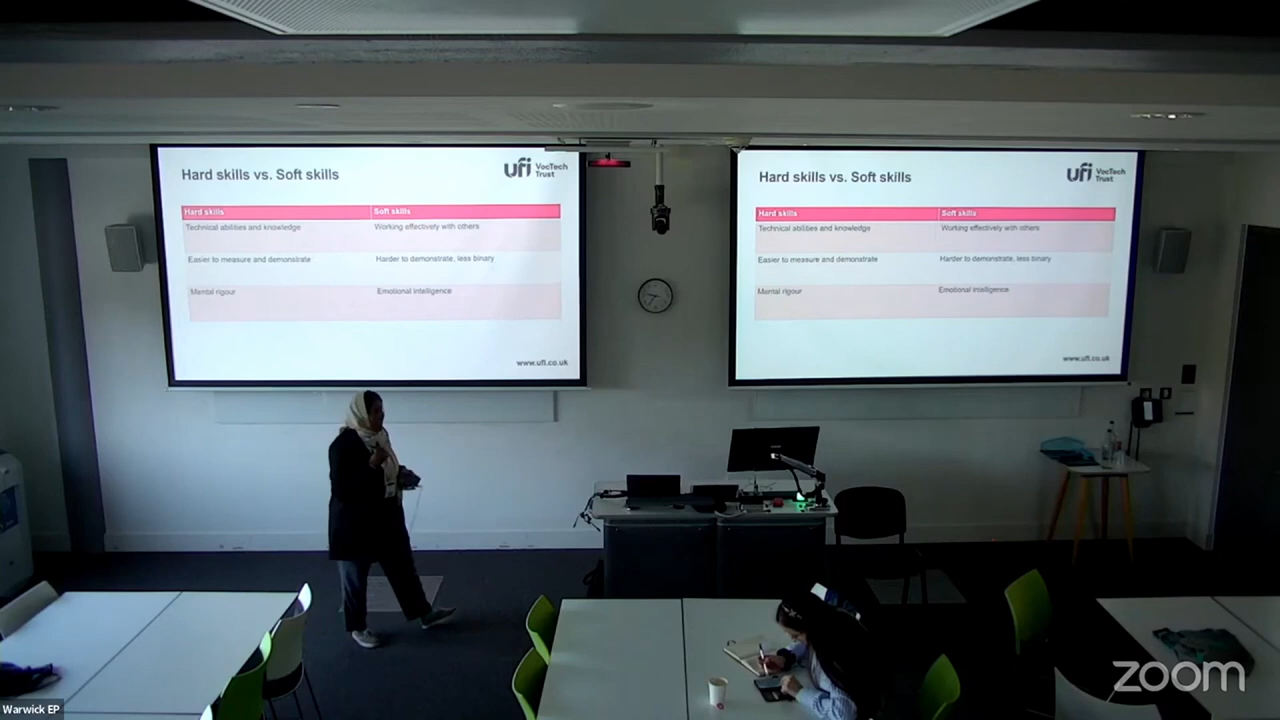 Hard skills vs. Soft skills
ufi VocTech
Trust
Hard skills Soft skills
Technical abilities and knowledge Working effectively with others
Easier to measure and demonstrate Harder to demonstrate, less binary
Mental rigour Emotional intelligence
www.ufi.co.uk
Hard skills vs. Soft skills
ufi VocTech
Trust
Hard skills Soft skills
Technical abilities and knowledge Working effectively with others
Easier to measure and demonstrate Harder to demonstrate, less binary
Mental rigour Emotional intelligence
www.ufi.co.uk
zoom
Warwick EP